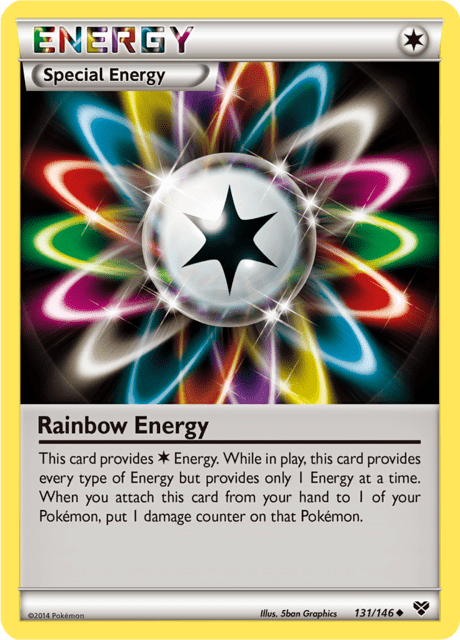 ENERGY
Special Energy
Rainbow Energy
This card provides ✶ Energy. While in play, this card provides
every type of Energy but provides only 1 Energy at a time.
When you attach this card from your hand to 1 of your
Pokémon, put 1 damage counter on that Pokémon.
©2014 Pokémon
Illus. 5ban Graphics
131/146 ◆